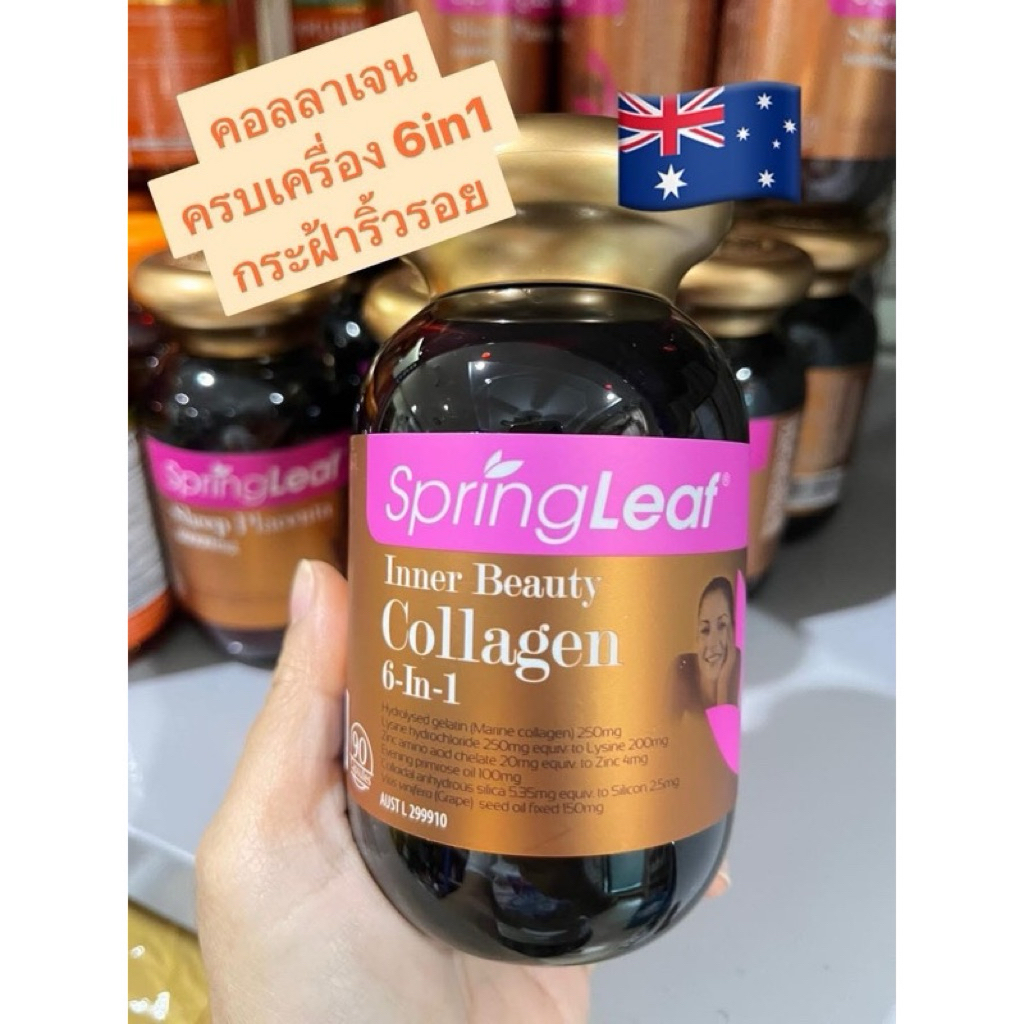 คอลลาเจน
ครบเครื่อง 6in1
กระฝ้าริ้วรอย
SpringLeaf®
Inner Beauty
Collagen
6-In-1
Hydrolysed gelatin (Marine collagen) 250mg
Lysine hydrochloride 250mg equiv. to Lysine 200mg
Zinc amino acid chelate 20mg equiv. to Zinc 4mg
Evening primrose oil 100mg
Colloidal anhydrous silica 5.35mg equiv. to Silicon 2.5mg
Vitis vinifera (Grape) seed oil fixed 150mg
90
AUST L 299910
SpringLeaf
Sheep Placenta